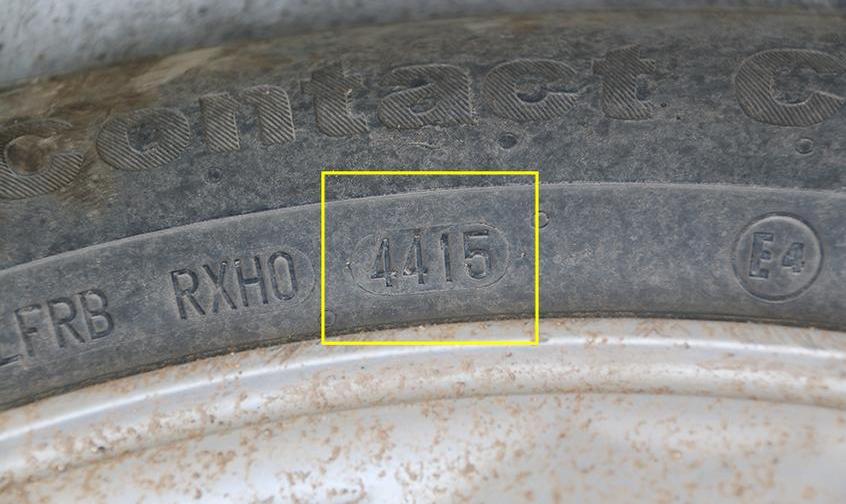 contact C
LFRB RXH0 4415 E4